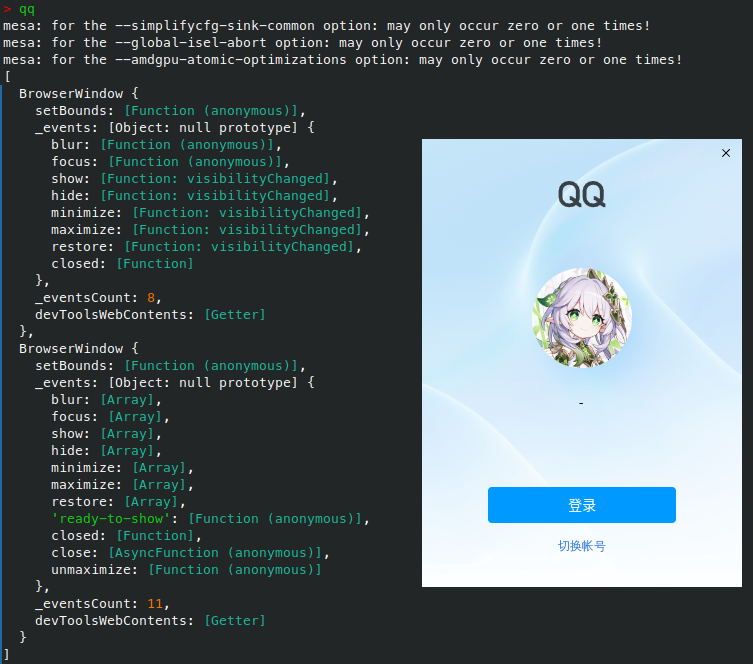 > qq
mesa: for the --simplifycfg-sink-common option: may only occur zero or one times!
mesa: for the --global-isel-abort option: may only occur zero or one times!
mesa: for the --amdgpu-atomic-optimizations option: may only occur zero or one times!
[
  BrowserWindow {
    setBounds: [Function (anonymous)],
    _events: [Object: null prototype] {
      blur: [Function (anonymous)],
      focus: [Function (anonymous)],
      show: [Function: visibilityChanged],
      hide: [Function: visibilityChanged],
      minimize: [Function: visibilityChanged],
      maximize: [Function: visibilityChanged],
      restore: [Function: visibilityChanged],
      closed: [Function]
    },
    _eventsCount: 8,
    devToolsWebContents: [Getter]
  },
  BrowserWindow {
    setBounds: [Function (anonymous)],
    _events: [Object: null prototype] {
      blur: [Array],
      focus: [Array],
      show: [Array],
      hide: [Array],
      minimize: [Array],
      maximize: [Array],
      restore: [Array],
      'ready-to-show': [Function (anonymous)],
      closed: [Function],
      close: [AsyncFunction (anonymous)],
      unmaximize: [Function (anonymous)]
    },
    _eventsCount: 11,
    devToolsWebContents: [Getter]
  }
]
QQ
-
登录
切换帐号